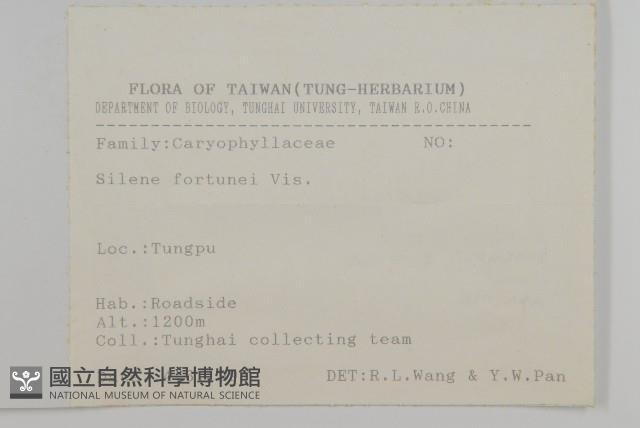 FLORA OF TAIWAN(TUNG-HERBARIUM)
DEPARTMENT OF BIOLOGY, TUNGHAI UNIVERSITY, TAIWAN R.O.CHINA
Family:Caryophyllaceae NO:
Silene fortunei Vis.
Loc.:Tungpu
Hab.:Roadside
Alt.:1200m
Coll.:Tunghai collecting team
DET:R.L.Wang & Y.W.Pan
國立自然科學博物館
NATIONAL MUSEUM OF NATURAL SCIENCE